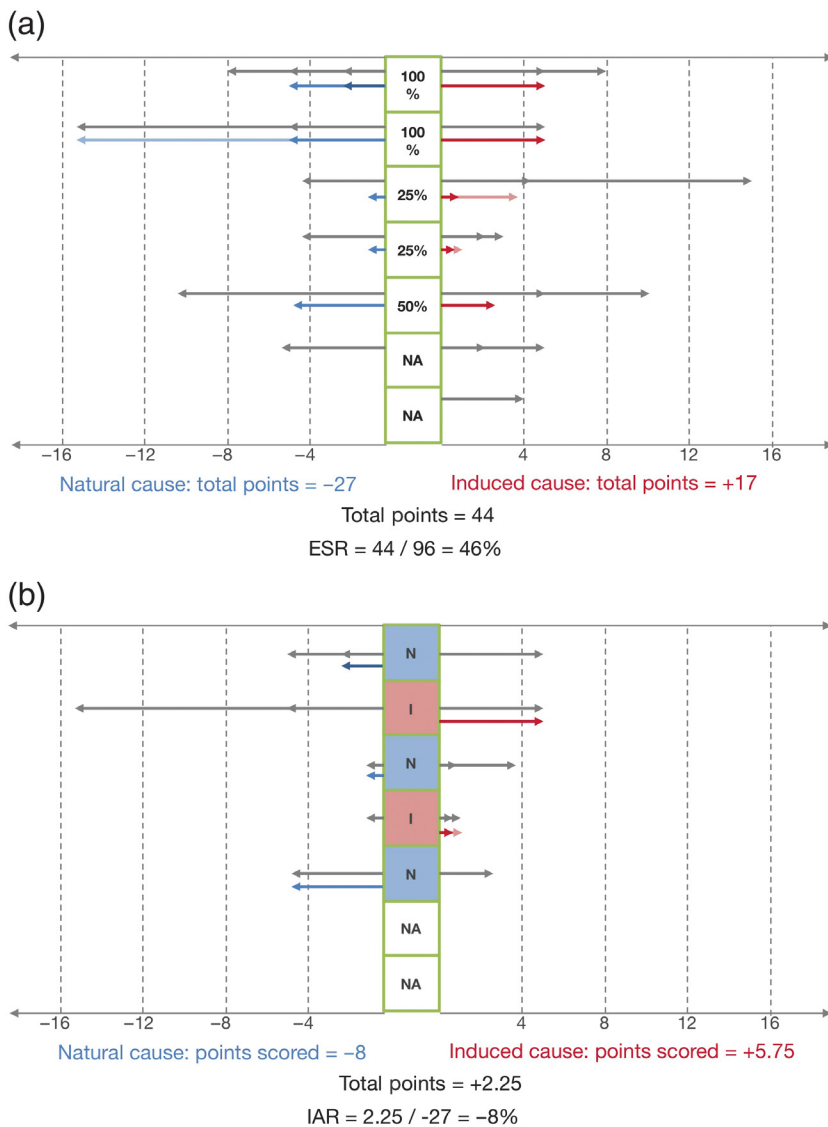 (a)
100
%
100
%
25%
25%
50%
NA
NA
−16 −12 −8 −4 4 8 12 16
Natural cause: total points = −27 Induced cause: total points = +17
Total points = 44
ESR = 44 / 96 = 46%
(b)
N
I
N
I
N
NA
NA
−16 −12 −8 −4 4 8 12 16
Natural cause: points scored = −8 Induced cause: points scored = +5.75
Total points = +2.25
IAR = 2.25 / -27 = −8%